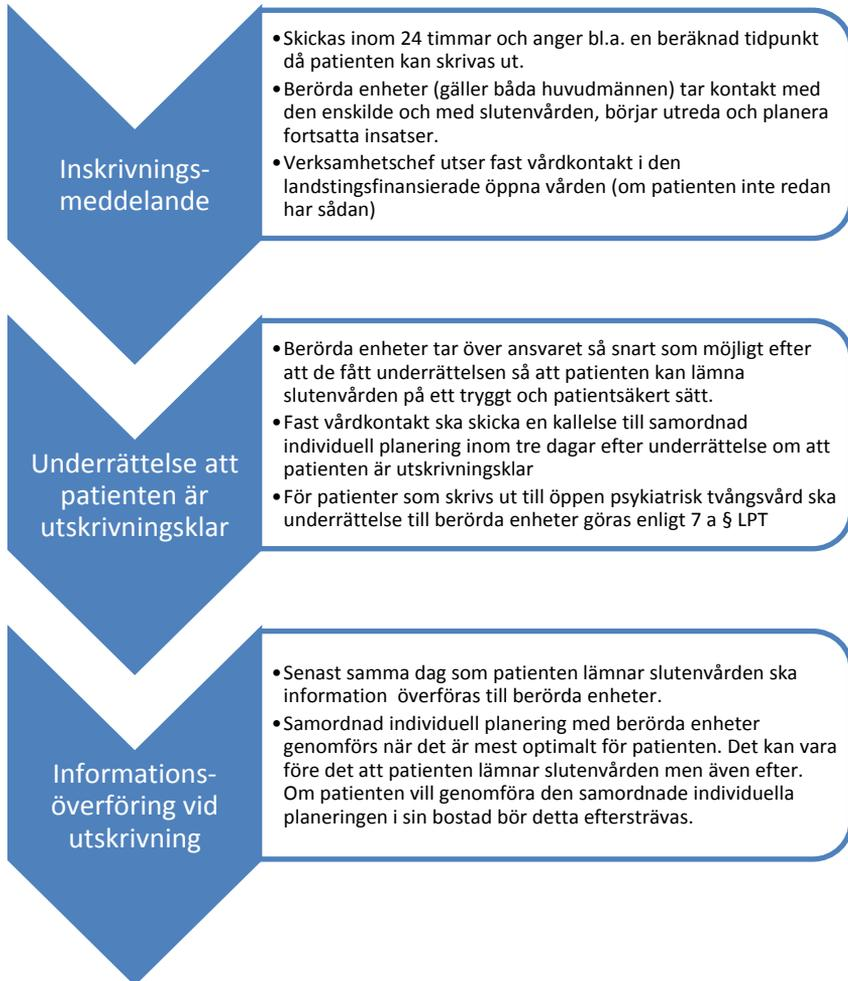 Inskrivnings-
meddelande
•Skickas inom 24 timmar och anger bl.a. en beräknad tidpunkt
då patienten kan skrivas ut.
•Berörda enheter (gäller båda huvudmännen) tar kontakt med
den enskilde och med slutenvården, börjar utreda och planera
fortsatta insatser.
•Verksamhetschef utser fast vårdkontakt i den
landstingsfinansierade öppna vården (om patienten inte redan
har sådan)
Underrättelse att
patienten är
utskrivningsklar
•Berörda enheter tar över ansvaret så snart som möjligt efter
att de fått underrättelsen så att patienten kan lämna
slutenvården på ett tryggt och patientsäkert sätt.
•Fast vårdkontakt ska skicka en kallelse till samordnad
individuell planering inom tre dagar efter underrättelse om att
patienten är utskrivningsklar
•För patienter som skrivs ut till öppen psykiatrisk tvångsvård ska
underrättelse till berörda enheter göras enligt 7 a § LPT
Informations-
överföring vid
utskrivning
•Senast samma dag som patienten lämnar slutenvården ska
information  överföras till berörda enheter.
•Samordnad individuell planering med berörda enheter
genomförs när det är mest optimalt för patienten. Det kan vara
före det att patienten lämnar slutenvården men även efter.
Om patienten vill genomföra den samordnade individuella
planeringen i sin bostad bör detta eftersträvas.